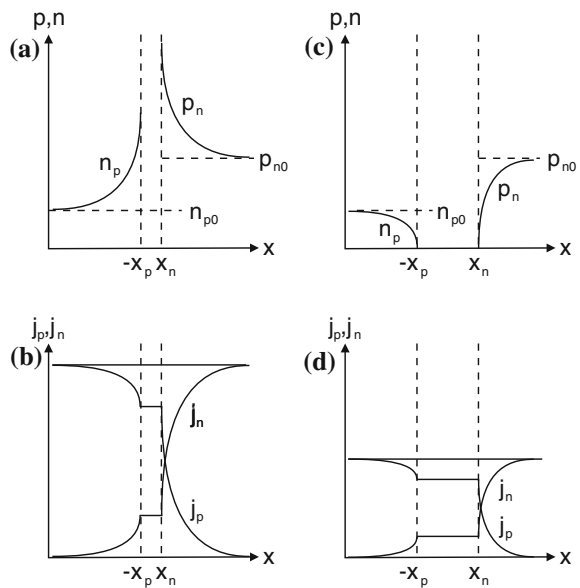 p,n
(a)
n_p
p_n
p_n0
n_p0
-x_p x_n x
p,n
(c)
n_p0
p_n0
n_p
p_n
-x_p x_n x
j_p,j_n
(b)
j_n
j_p
-x_p x_n x
j_p,j_n
(d)
j_n
j_p
-x_p x_n x